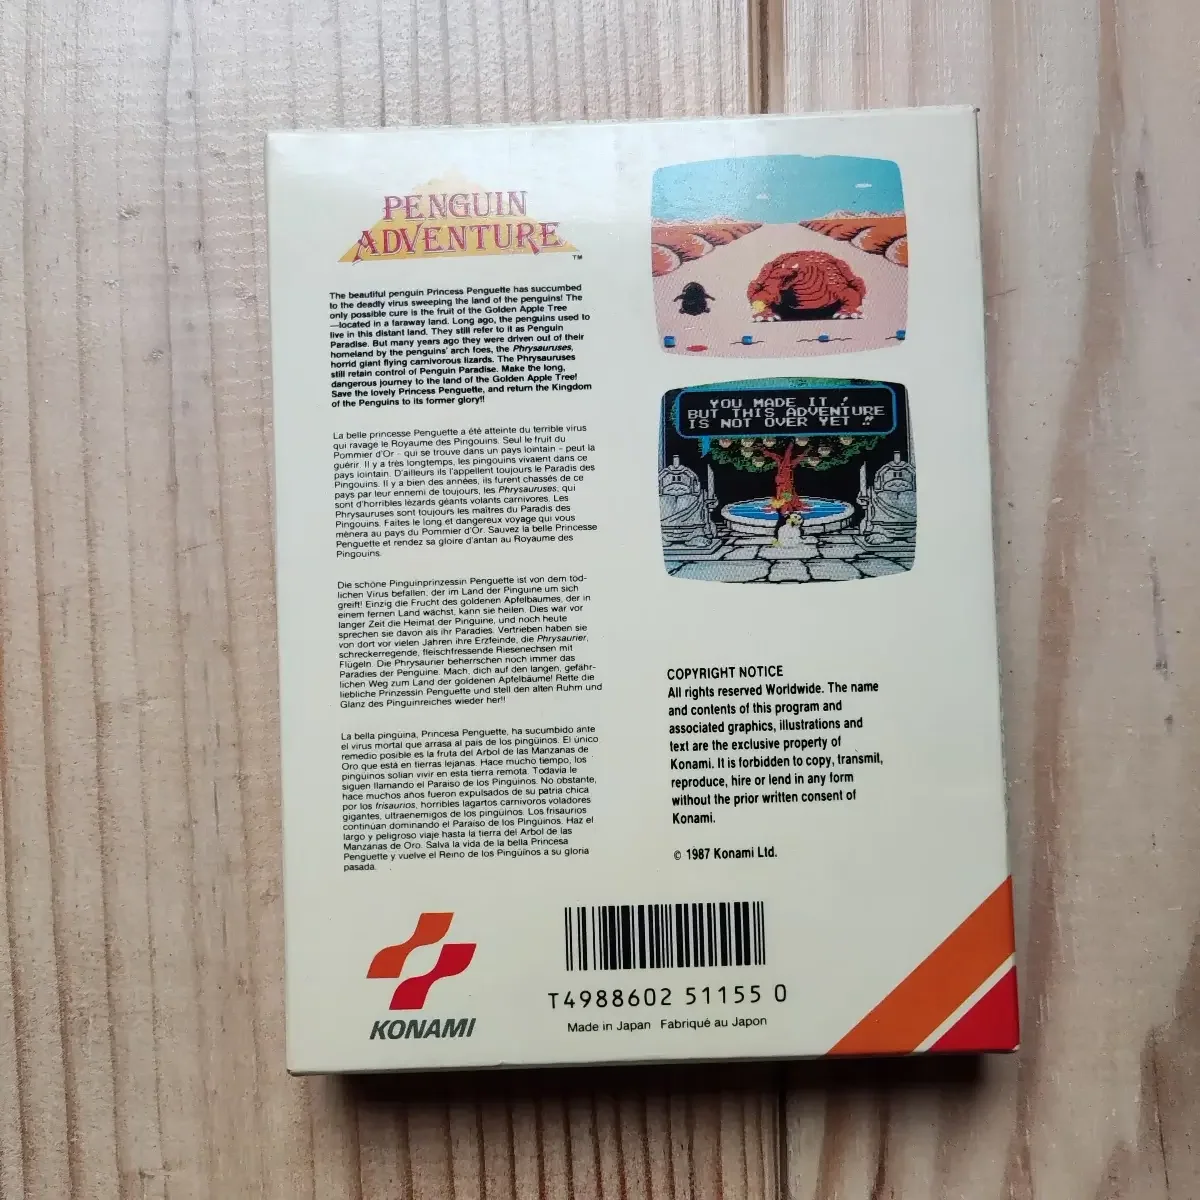 PENGUIN
ADVENTURE
TM
The beautiful penguin Princess Penguette has succumbed
to the deadly virus sweeping the land of the penguins! The
only possible cure is the fruit of the Golden Apple Tree
—located in a faraway land. Long ago, the penguins used to
live in this distant land. They still refer to it as Penguin
Paradise. But many years ago they were driven out of their
homeland by the penguins' arch foes, the Phrysauruses,
horrid giant flying carnivorous lizards. The Phrysauruses
still retain control of Penguin Paradise. Make the long,
dangerous journey to the land of the Golden Apple Tree!
Save the lovely Princess Penguette, and return the Kingdom
of the Penguins to its former glory!!
La belle princesse Penguette a été atteinte du terrible virus
qui ravage le Royaume des Pingouins. Seul le fruit du
Pommier d'Or - qui se trouve dans un pays lointain - peut la
guérir. Il y a très longtemps, les pingouins vivaient dans ce
pays lointain. D'ailleurs ils l'appellent toujours le Paradis des
Pingouins. Il y a bien des années, ils furent chassés de ce
pays par leur ennemi de toujours, les Phrysauruses, qui
sont d'horribles lézards géants volants carnivores. Les
Phrysauruses sont toujours les maîtres du Paradis des
Pingouins. Faites le long et dangereux voyage qui vous
mènera au pays du Pommier d'Or. Sauvez la belle Princesse
Penguette et rendez sa gloire d'antan au Royaume des
Pingouins.
Die schöne Pinguinprinzessin Penguette ist von dem töd-
lichen Virus befallen, der im Land der Pinguine um sich
greift! Einzig die Frucht des goldenen Apfelbaumes, der in
einem fernen Land wächst, kann sie heilen. Dies war vor
langer Zeit die Heimat der Pinguine, und noch heute
sprechen sie davon als ihr Paradies. Vertrieben haben sie
von dort vor vielen Jahren ihre Erzfeinde, die Phrysaurier,
schreckerregende, fleischfressende Riesenechsen mit
Flügeln. Die Phrysaurier beherrschen noch immer das
Paradies der Penguine. Mach, dich auf den langen, gefähr-
lichen Weg zum Land der goldenen Apfelbäume! Rette die
liebliche Prinzessin Penguette und stell den alten Ruhm und
Glanz des Pinguinreiches wieder her!!
La bella pingüina, Princesa Penguette, ha sucumbido ante
el virus mortal que arrasa al país de los pingüinos. El único
remedio posible es la fruta del Arbol de las Manzanas de
Oro que está en tierras lejanas. Hace mucho tiempo, los
pingüinos solían vivir en esta tierra remota. Todavía le
siguen llamando el Paraíso de los Pingüinos. No obstante,
hace muchos años fueron expulsados de su patria chica
por los frisaurios, horribles lagartos carnívoros voladores
gigantes, ultraenemigos de los pingüinos. Los frisaurios
continúan dominando el Paraíso de los Pingüinos. Haz el
largo y peligroso viaje hasta la tierra del Arbol de las
Manzanas de Oro. Salva la vida de la bella Princesa
Penguette y vuelve el Reino de los Pingüinos a su gloria
pasada.
YOU MADE IT !
BUT THIS ADVENTURE
IS NOT OVER YET !!
COPYRIGHT NOTICE
All rights reserved Worldwide. The name
and contents of this program and
associated graphics, illustrations and
text are the exclusive property of
Konami. It is forbidden to copy, transmit,
reproduce, hire or lend in any form
without the prior written consent of
Konami.
© 1987 Konami Ltd.
KONAMI
T4988602 51155 0
Made in Japan Fabriqué au Japon